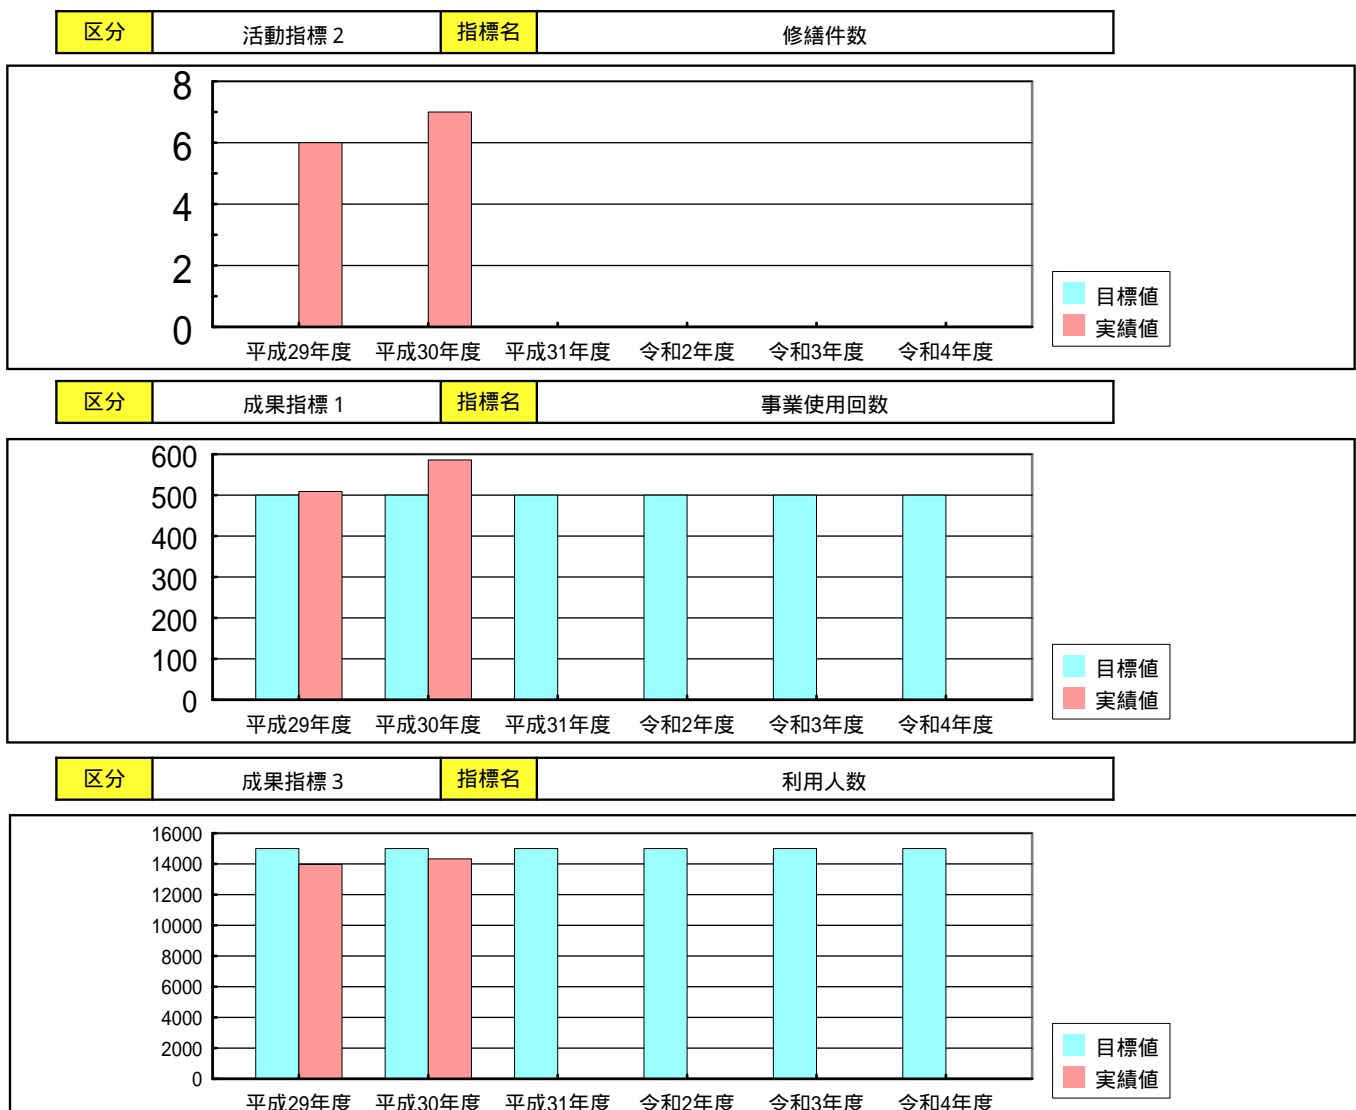 区分 活動指標２ 指標名 修繕件数
8
6
4
2
0
平成29年度 平成30年度 平成31年度 令和2年度 令和3年度 令和4年度
目標値
実績値
区分 成果指標１ 指標名 事業使用回数
600
500
400
300
200
100
0
平成29年度 平成30年度 平成31年度 令和2年度 令和3年度 令和4年度
目標値
実績値
区分 成果指標３ 指標名 利用人数
16000
14000
12000
10000
8000
6000
4000
2000
0
平成29年度 平成30年度 平成31年度 令和2年度 令和3年度 令和4年度
目標値
実績値